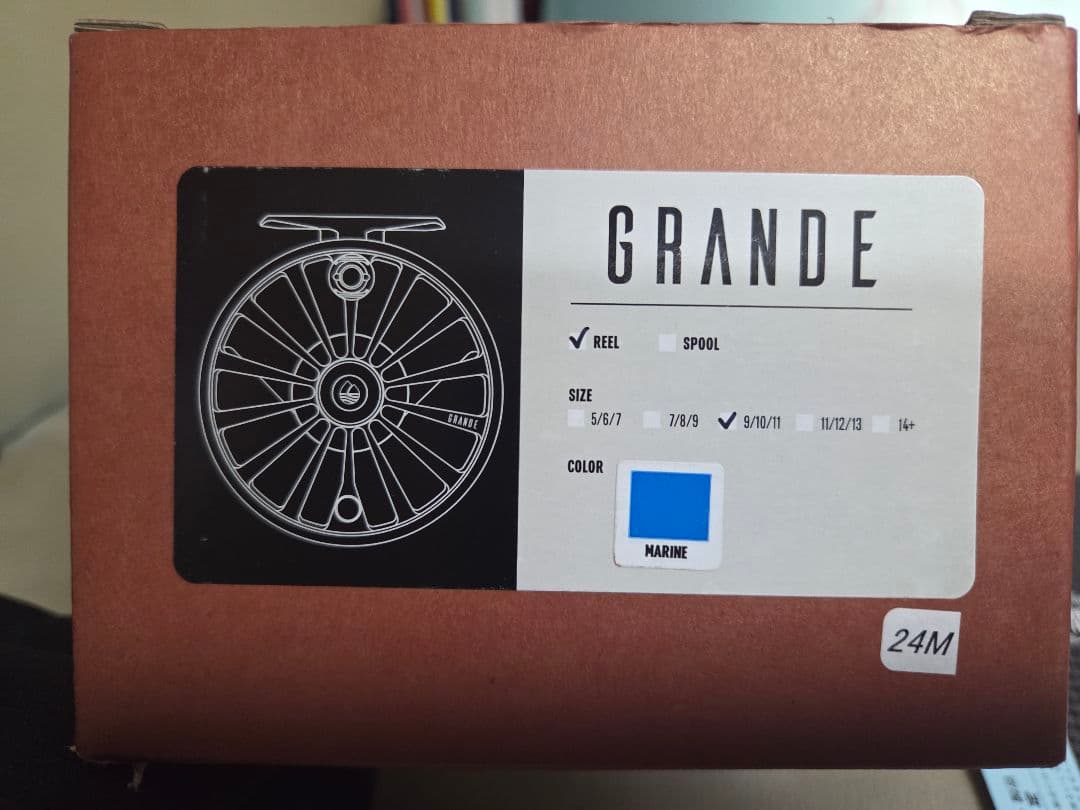 GRANDE
GRANDE
REEL SPOOL
SIZE
5/6/7 7/8/9 9/10/11 11/12/13 14+
COLOR
MARINE
24M